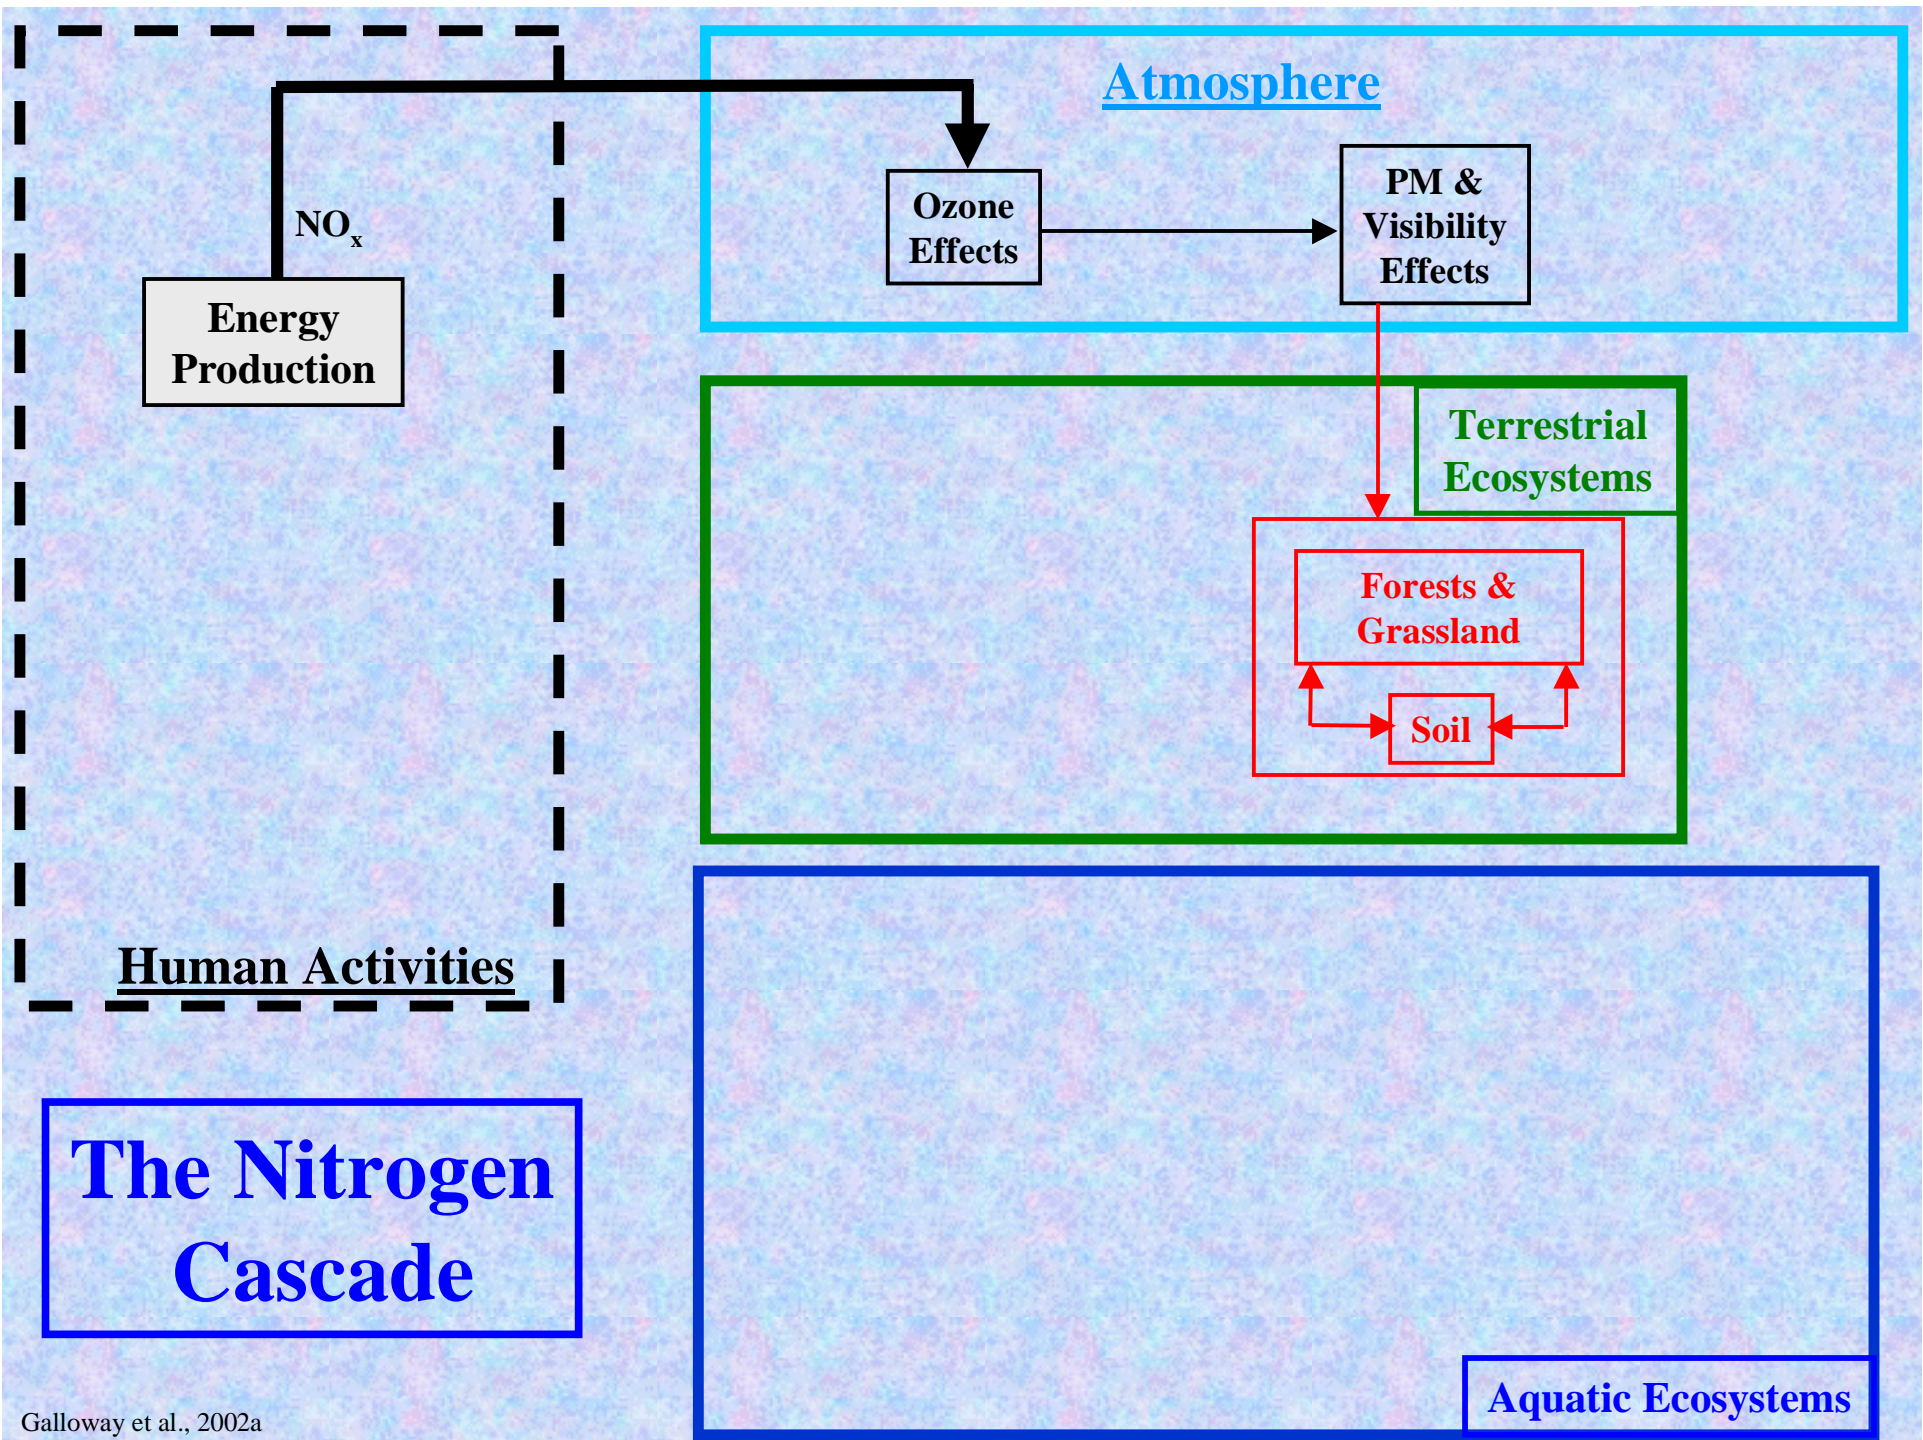 Atmosphere
NOx
Ozone
Effects
PM &
Visibility
Effects
Energy
Production
Terrestrial
Ecosystems
Forests &
Grassland
Soil
Human Activities
The Nitrogen
Cascade
Aquatic Ecosystems
Galloway et al., 2002a